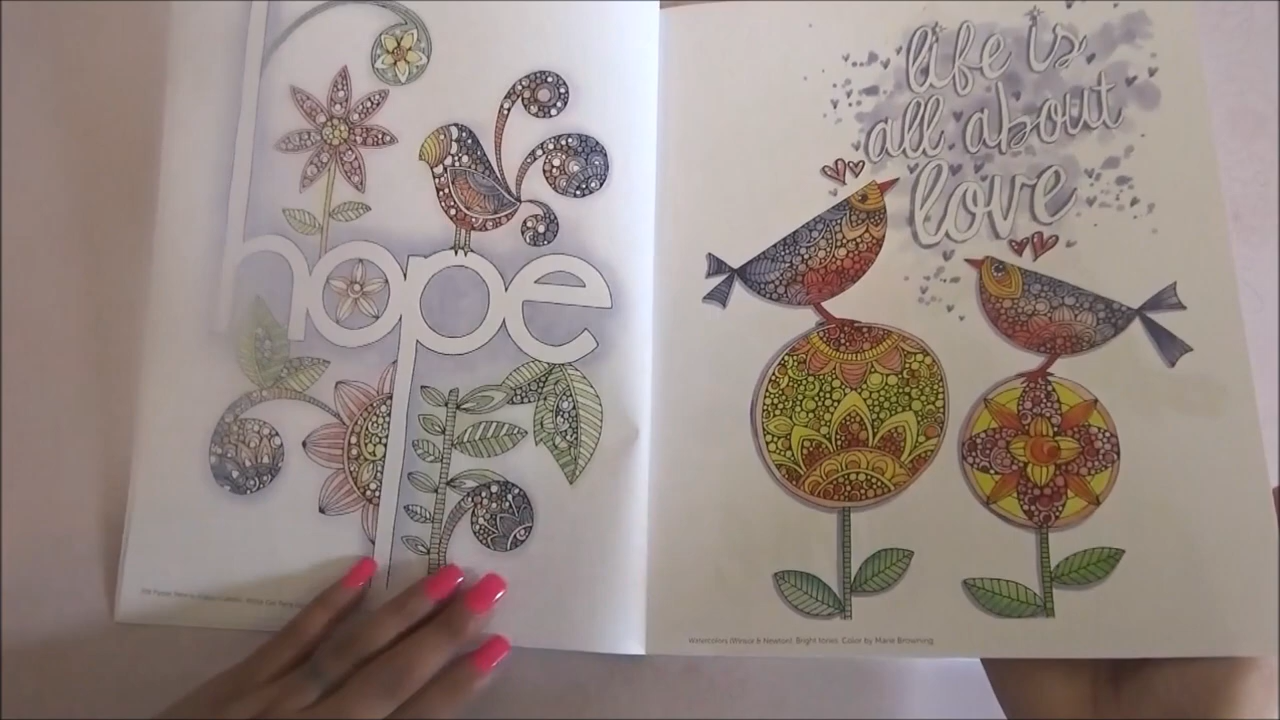 hope
life is
all about
love
Watercolors (Winsor & Newton). Bright tones. Color by Marie Browning.